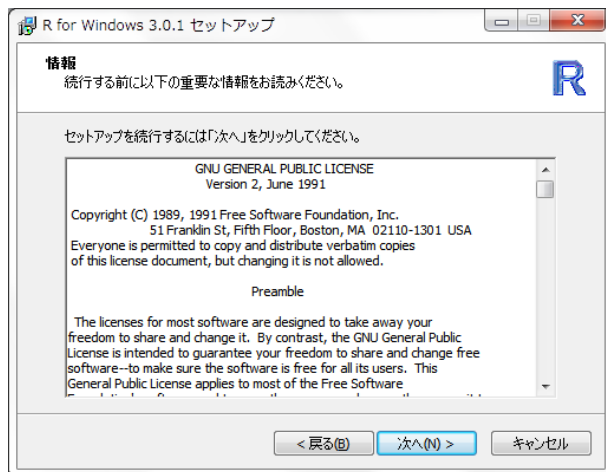 R for Windows 3.0.1 セットアップ
情報
続行する前に以下の重要な情報をお読みください。
R
セットアップを続行するには「次へ」をクリックしてください。
GNU GENERAL PUBLIC LICENSE
Version 2, June 1991
Copyright (C) 1989, 1991 Free Software Foundation, Inc.
51 Franklin St, Fifth Floor, Boston, MA 02110-1301 USA
Everyone is permitted to copy and distribute verbatim copies
of this license document, but changing it is not allowed.
Preamble
The licenses for most software are designed to take away your
freedom to share and change it. By contrast, the GNU General Public
License is intended to guarantee your freedom to share and change free
software--to make sure the software is free for all its users. This
General Public License applies to most of the Free Software
< 戻る(B)
次へ(N) >
キャンセル